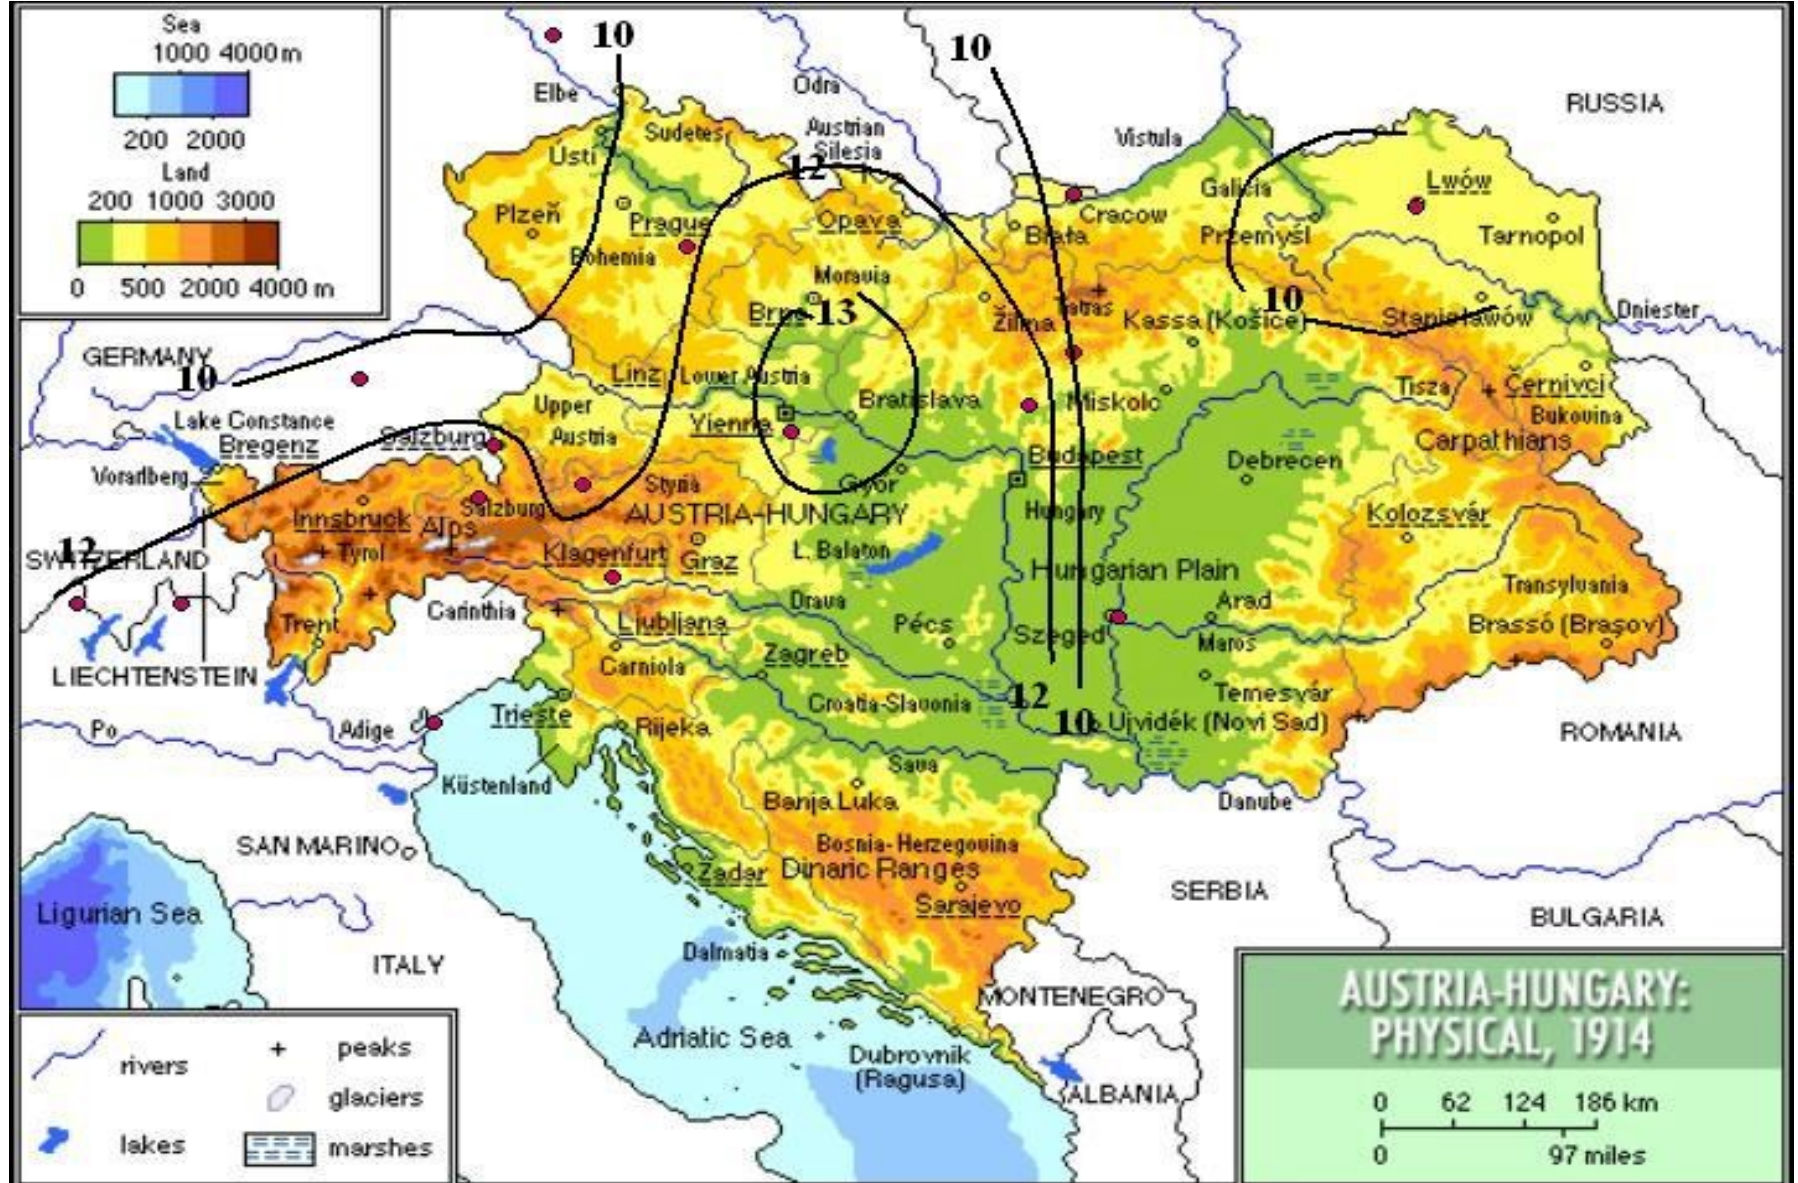 Sea
1000 4000 m
200 2000
Land
200 1000 3000
0 500 2000 4000 m
10
10
Elbe
Odra
RUSSIA
Sudetes
Austrian
Silesia
Vistula
Ústi
12
Galicia
Lwów
Plzeň
Prague
Opava
Cracow
Biała
Przemyśl
Tarnopol
Bohemia
Moravia
Tatras
10
Dniester
Brno
13
Žilina
Kassa (Košice)
Stanisławów
GERMANY
10
Linz
Lower Austria
Tisza
Černivci
Upper
Austria
Bratislava
Miskolc
Bukovina
Lake Constance
Bregenz
Salzburg
Vienna
Carpathians
Vorarlberg
Budapest
Debrecen
Styria
Győr
Innsbruck
Alps
Salzburg
AUSTRIA-HUNGARY
Hungary
Kolozsvár
12
SWITZERLAND
Tyrol
Klagenfurt
Graz
L. Balaton
Hungarian Plain
Transylvania
Carinthia
Drava
Arad
Trent
Ljubljana
Pécs
Szeged
Maros
Brassó (Braşov)
LIECHTENSTEIN
Carniola
Zagreb
Temesvár
12
Croatia-Slavonia
Po
Adige
Trieste
Rijeka
10
Ujvidék (Novi Sad)
ROMANIA
Küstenland
Sava
Banja Luka
Danube
SAN MARINO
Bosnia-Herzegovina
Dinaric Ranges
Zadar
SERBIA
Sarajevo
Ligurian Sea
BULGARIA
Dalmatia
ITALY
MONTENEGRO
AUSTRIA-HUNGARY:
PHYSICAL, 1914
Adriatic Sea
Dubrovnik
(Ragusa)
ALBANIA
rivers
peaks
glaciers
lakes
marshes
0 62 124 186 km
0 97 miles